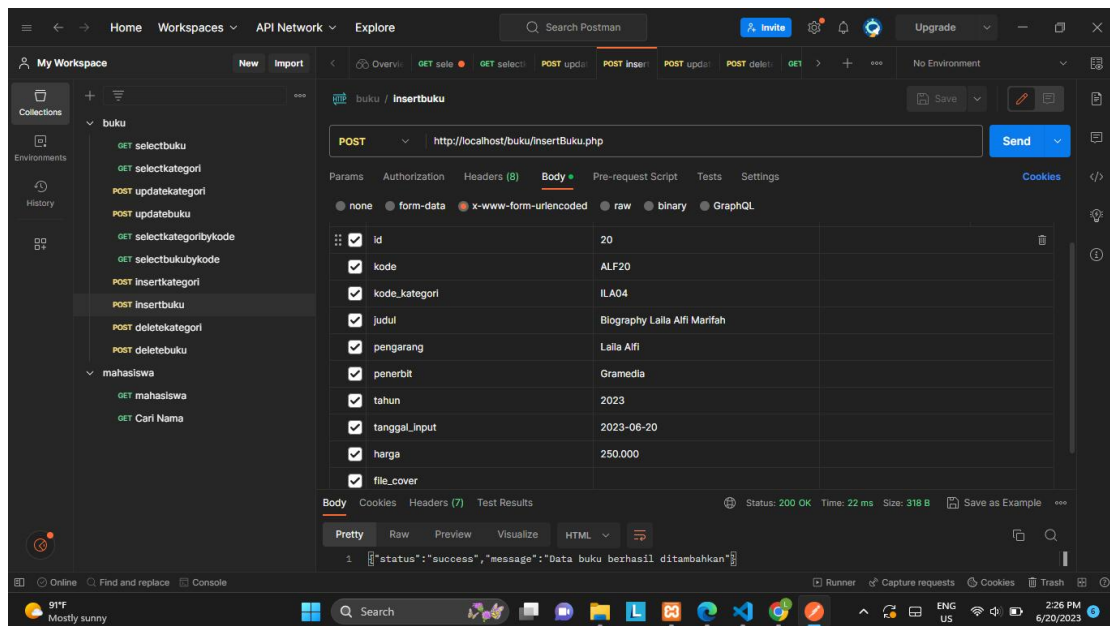 Home Workspaces API Network Explore Search Postman Invite Upgrade
My Workspace New Import Overvi GET sele GET selecti POST updat POST insert POST updat POST delet GET No Environment
Collections
Environments
History
buku
GET selectbuku
GET selectkategori
POST updatekategori
POST updatebuku
GET selectkategoribykode
GET selectbukubykode
POST insertkategori
POST insertbuku
POST deletekategori
POST deletebuku
mahasiswa
GET mahasiswa
GET Cari Nama
HTTP buku / insertbuku Save
POST http://localhost/buku/insertBuku.php Send
Params Authorization Headers (8) Body Pre-request Script Tests Settings Cookies
none form-data x-www-form-urlencoded raw binary GraphQL
id 20
kode ALF20
kode_kategori ILA04
judul Biography Laila Alfi Marifah
pengarang Laila Alfi
penerbit Gramedia
tahun 2023
tanggal_input 2023-06-20
harga 250.000
file_cover
Body Cookies Headers (7) Test Results Status: 200 OK Time: 22 ms Size: 318 B Save as Example
Pretty Raw Preview Visualize HTML
1 {"status":"success","message":"Data buku berhasil ditambahkan"}
Online Find and replace Console Runner Capture requests Cookies Trash
91°F
Mostly sunny
Search
ENG
US
2:26 PM
6/20/2023
6